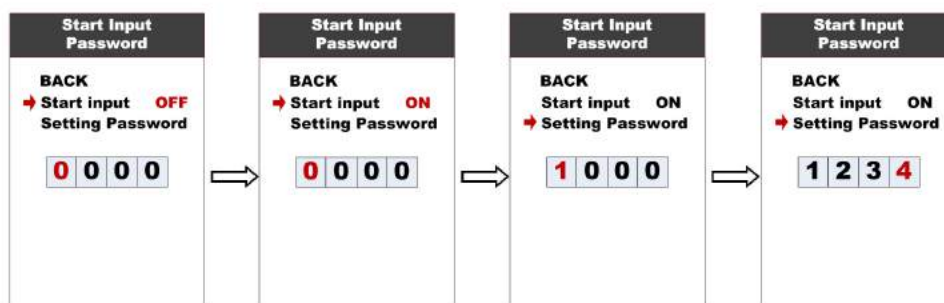 Start Input
Password
BACK
Start input OFF
Setting Password
0 0 0 0
Start Input
Password
BACK
Start input ON
Setting Password
0 0 0 0
Start Input
Password
BACK
Start input ON
Setting Password
1 0 0 0
Start Input
Password
BACK
Start input ON
Setting Password
1 2 3 4